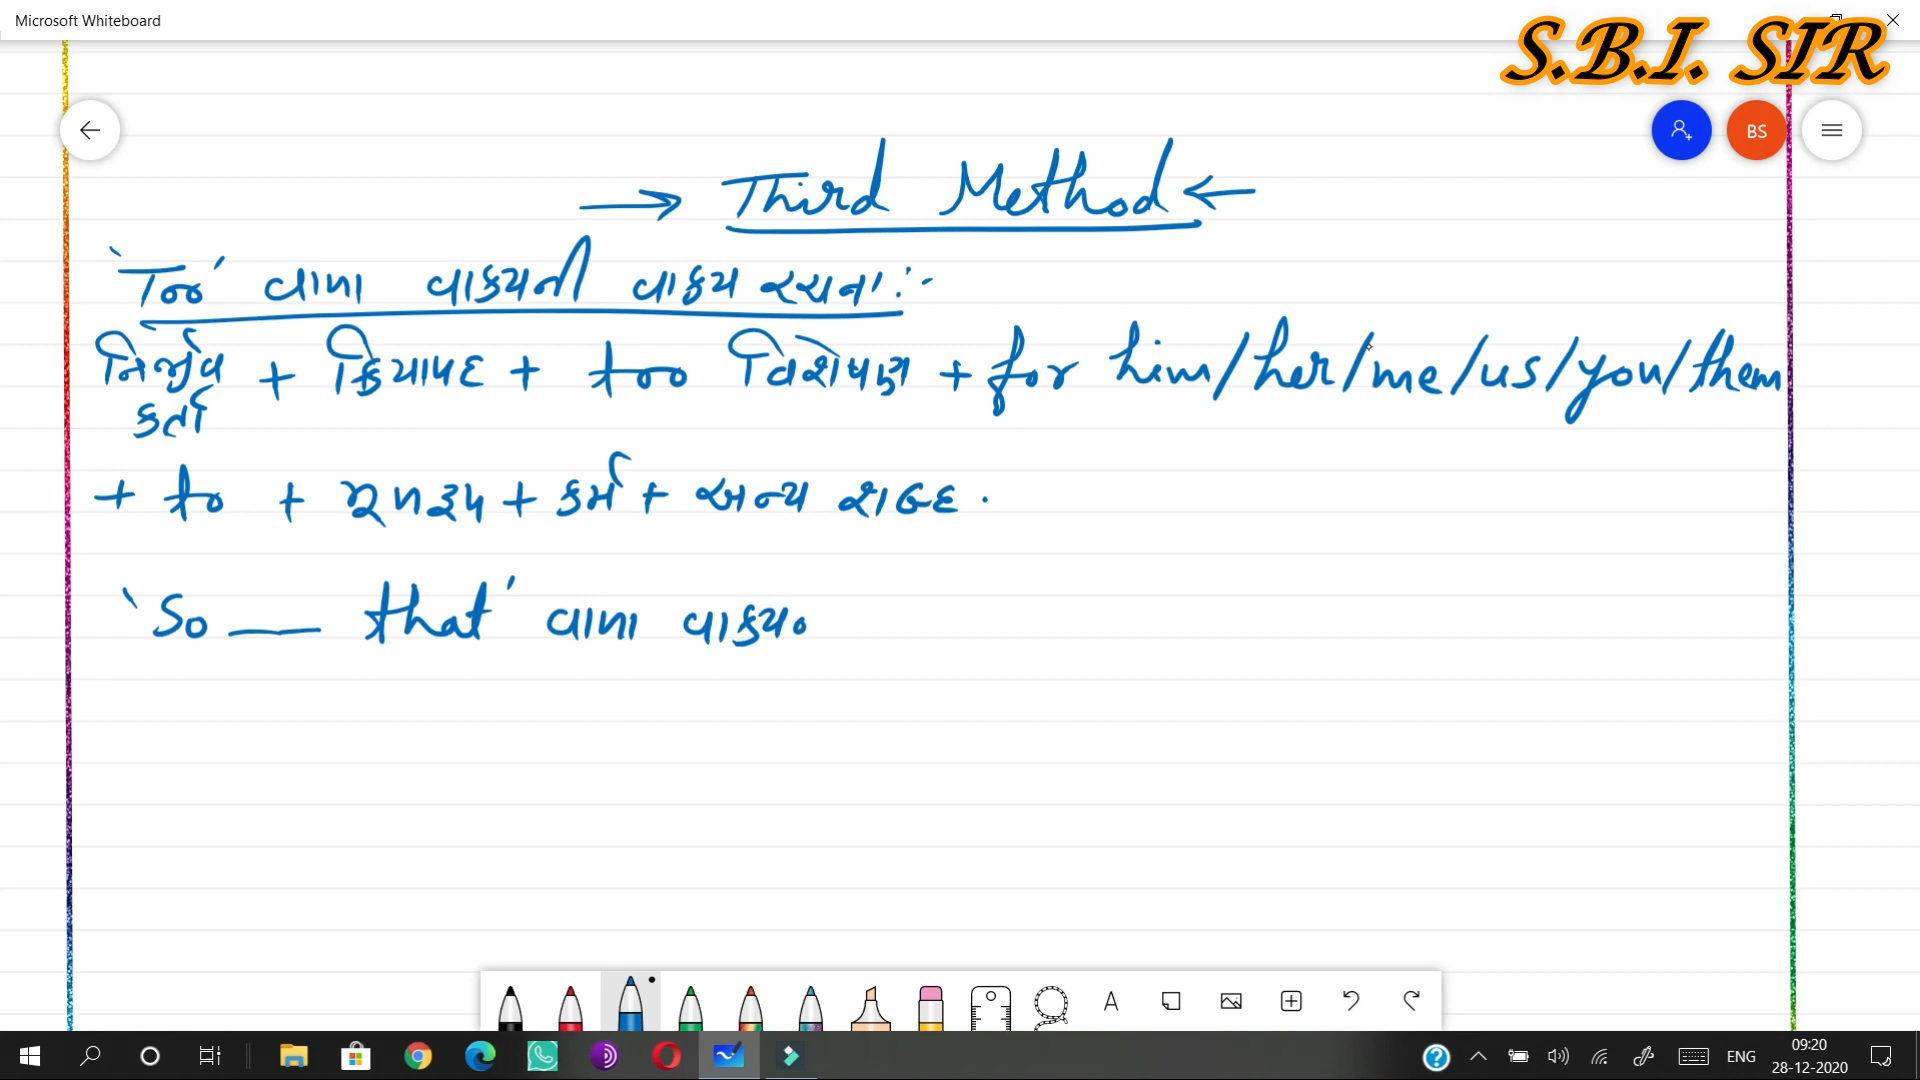 Microsoft Whiteboard
S.B.I. SIR
BS
→ Third Method ←
'Too' વાળા વાક્યની વાક્ય રચના :-
નિર્જીવ કર્તા + ક્રિયાપદ + too વિશેષણ + for him/her/me/us/you/them
+ to + મૂળરૂપ + કર્મ + અન્ય શબ્દ .
'So ___ that' વાળા વાક્ય
A
ENG
09:20
28-12-2020